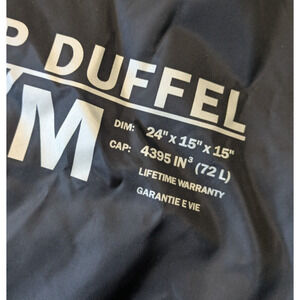 P DUFFEL
M
DIM: 24" x 15" x 15"
CAP: 4395 IN³ (72 L)
LIFETIME WARRANTY
GARANTIE E VIE